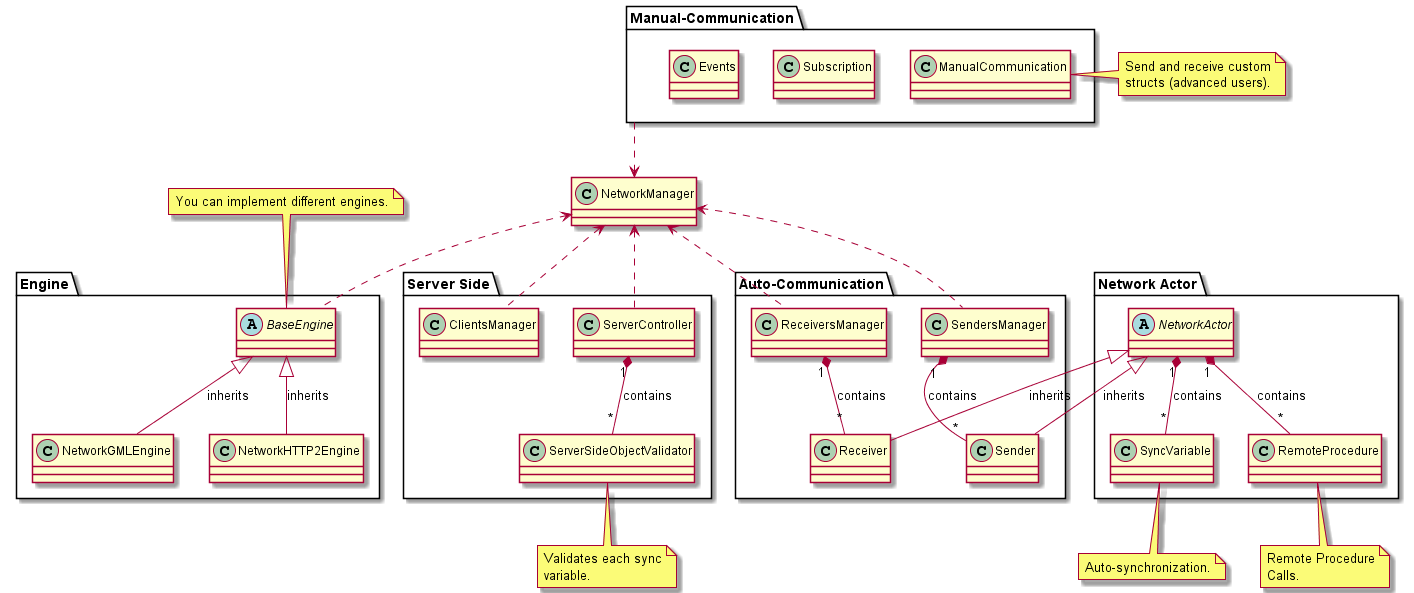 Manual-Communication
C Events
C Subscription
C ManualCommunication
Send and receive custom
structs (advanced users).
C NetworkManager
You can implement different engines.
Engine
A BaseEngine
inherits
inherits
C NetworkGMLEngine
C NetworkHTTP2Engine
Server Side
C ClientsManager
C ServerController
1
contains
*
C ServerSideObjectValidator
Validates each sync
variable.
Auto-Communication
C ReceiversManager
C SendersManager
1
contains
*
1
contains
*
C Receiver
C Sender
Network Actor
A NetworkActor
inherits
inherits
1
contains
*
1
contains
*
C SyncVariable
C RemoteProcedure
Auto-synchronization.
Remote Procedure
Calls.